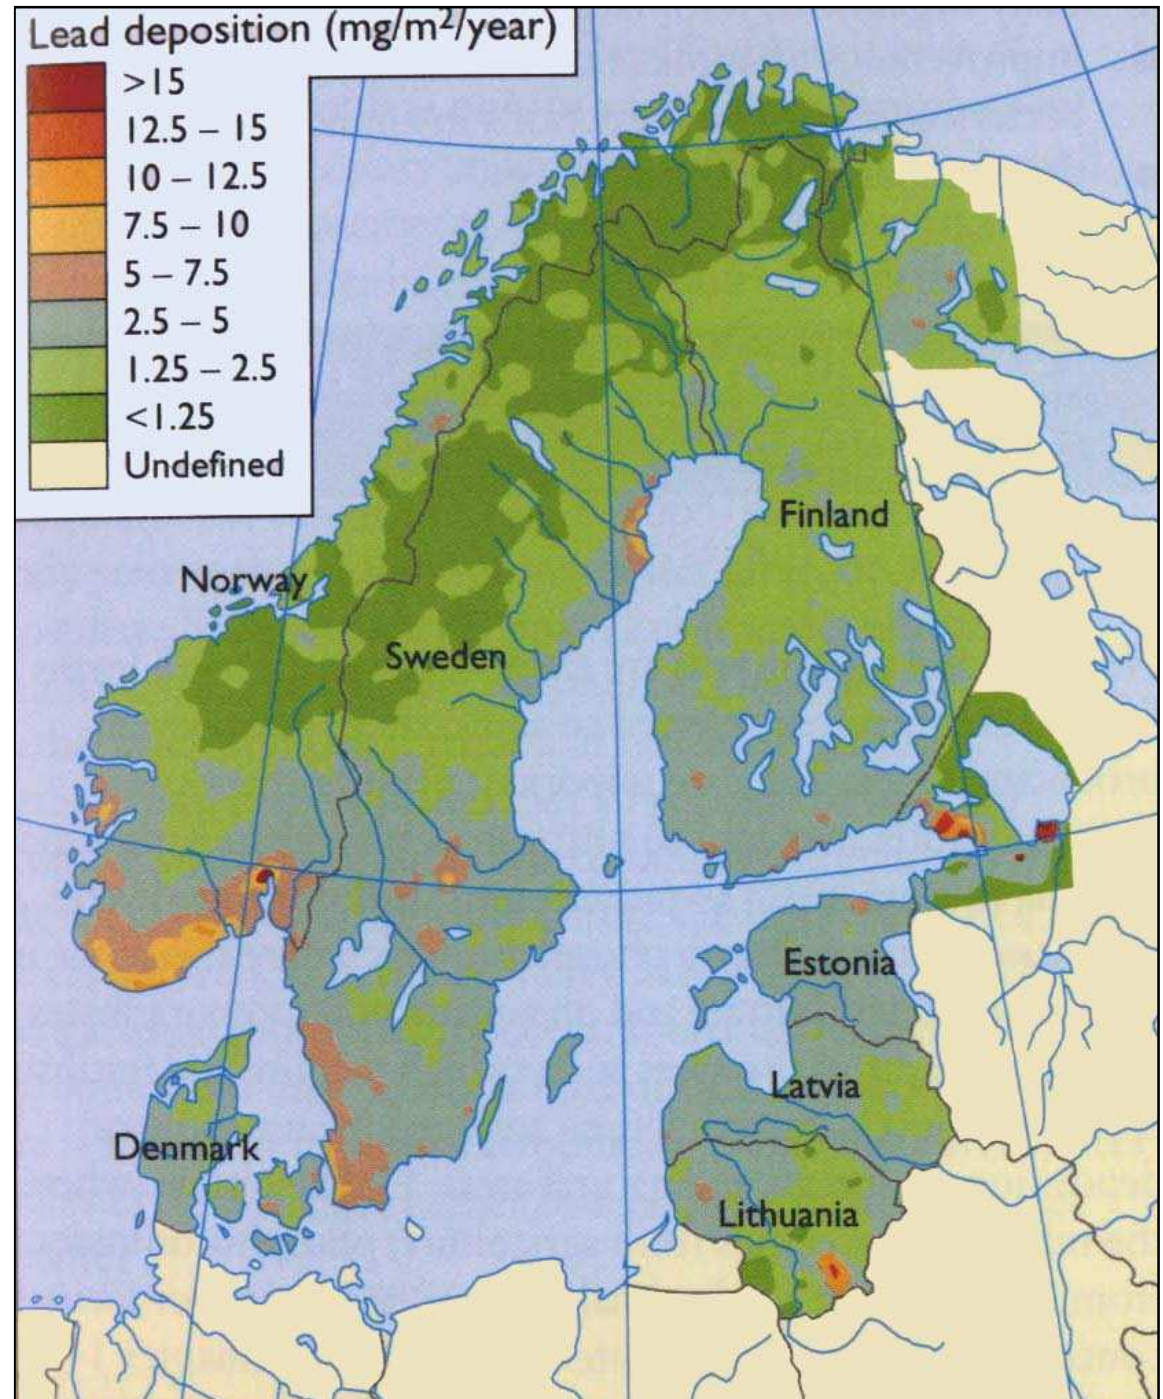 Lead deposition (mg/m²/year)
>15
12.5 – 15
10 – 12.5
7.5 – 10
5 – 7.5
2.5 – 5
1.25 – 2.5
<1.25
Undefined
Finland
Norway
Sweden
Estonia
Latvia
Denmark
Lithuania